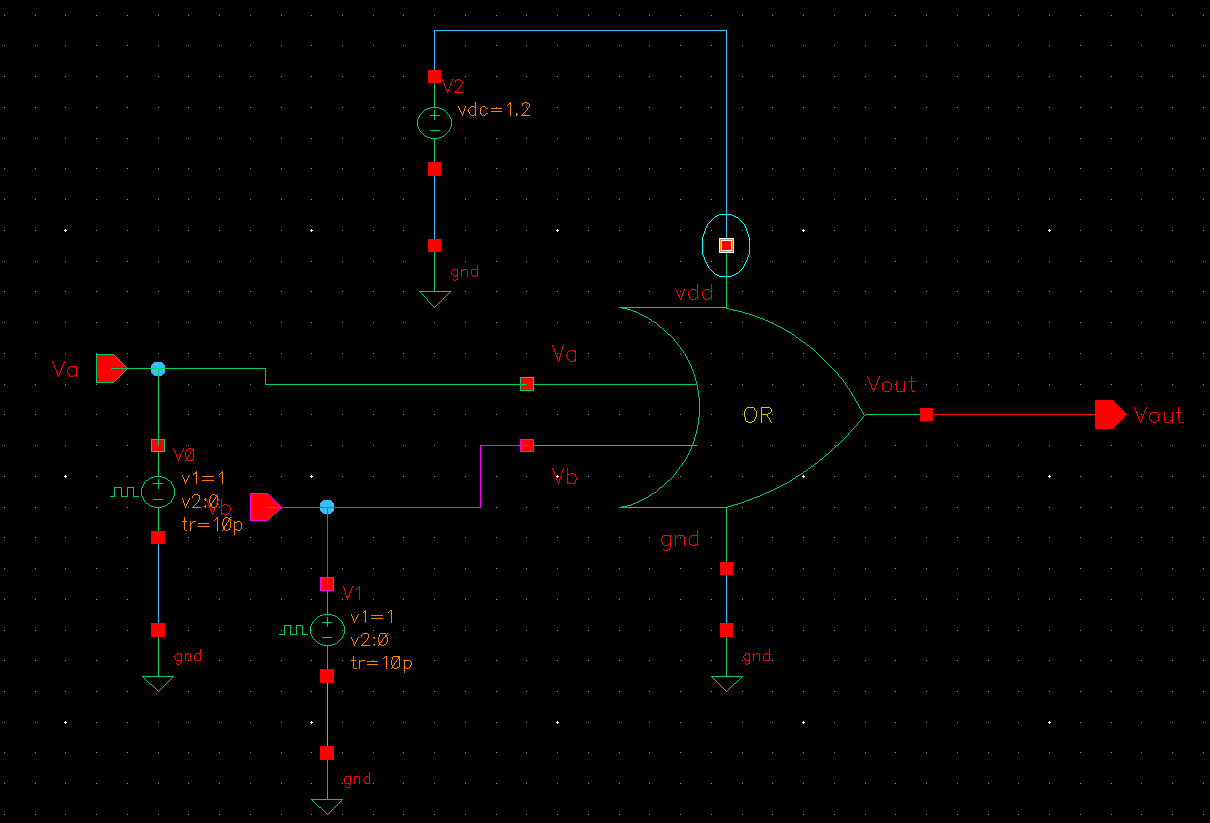 V2
vdc=1.2
gnd
vdd
Va
Va
Vout
OR
Vout
V0
v1=1
v2:0
tr=10p
Vb
Vb
gnd
V1
v1=1
v2:0
tr=10p
gnd
gnd
gnd